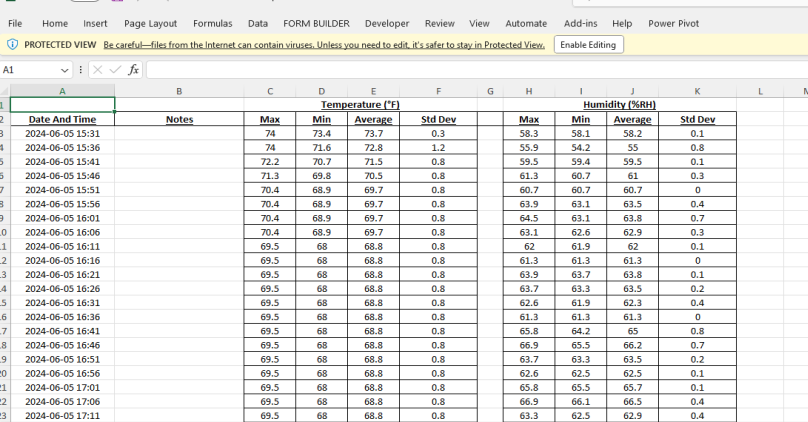 File Home Insert Page Layout Formulas Data FORM BUILDER Developer Review View Automate Add-ins Help Power Pivot
PROTECTED VIEW Be careful—files from the Internet can contain viruses. Unless you need to edit, it's safer to stay in Protected View. Enable Editing
A1 fx
A B C D E F G H I J K L
1 Temperature (°F) Humidity (%RH)
2 Date And Time Notes Max Min Average Std Dev Max Min Average Std Dev
3 2024-06-05 15:31 74 73.4 73.7 0.3 58.3 58.1 58.2 0.1
4 2024-06-05 15:36 74 71.6 72.8 1.2 55.9 54.2 55 0.8
5 2024-06-05 15:41 72.2 70.7 71.5 0.8 59.5 59.4 59.5 0.1
6 2024-06-05 15:46 71.3 69.8 70.5 0.8 61.3 60.7 61 0.3
7 2024-06-05 15:51 70.4 68.9 69.7 0.8 60.7 60.7 60.7 0
8 2024-06-05 15:56 70.4 68.9 69.7 0.8 63.9 63.1 63.5 0.4
9 2024-06-05 16:01 70.4 68.9 69.7 0.8 64.5 63.1 63.8 0.7
0 2024-06-05 16:06 70.4 68.9 69.7 0.8 63.1 62.6 62.9 0.3
1 2024-06-05 16:11 69.5 68 68.8 0.8 62 61.9 62 0.1
2 2024-06-05 16:16 69.5 68 68.8 0.8 61.3 61.3 61.3 0
3 2024-06-05 16:21 69.5 68 68.8 0.8 63.9 63.7 63.8 0.1
4 2024-06-05 16:26 69.5 68 68.8 0.8 63.7 63.3 63.5 0.2
5 2024-06-05 16:31 69.5 68 68.8 0.8 62.6 61.9 62.3 0.4
6 2024-06-05 16:36 69.5 68 68.8 0.8 61.3 61.3 61.3 0
7 2024-06-05 16:41 69.5 68 68.8 0.8 65.8 64.2 65 0.8
8 2024-06-05 16:46 69.5 68 68.8 0.8 66.9 65.5 66.2 0.7
9 2024-06-05 16:51 69.5 68 68.8 0.8 63.7 63.3 63.5 0.2
20 2024-06-05 16:56 69.5 68 68.8 0.8 62.6 62.5 62.5 0.1
21 2024-06-05 17:01 69.5 68 68.8 0.8 65.8 65.5 65.7 0.1
22 2024-06-05 17:06 69.5 68 68.8 0.8 66.9 66.1 66.5 0.4
23 2024-06-05 17:11 69.5 68 68.8 0.8 63.3 62.5 62.9 0.4